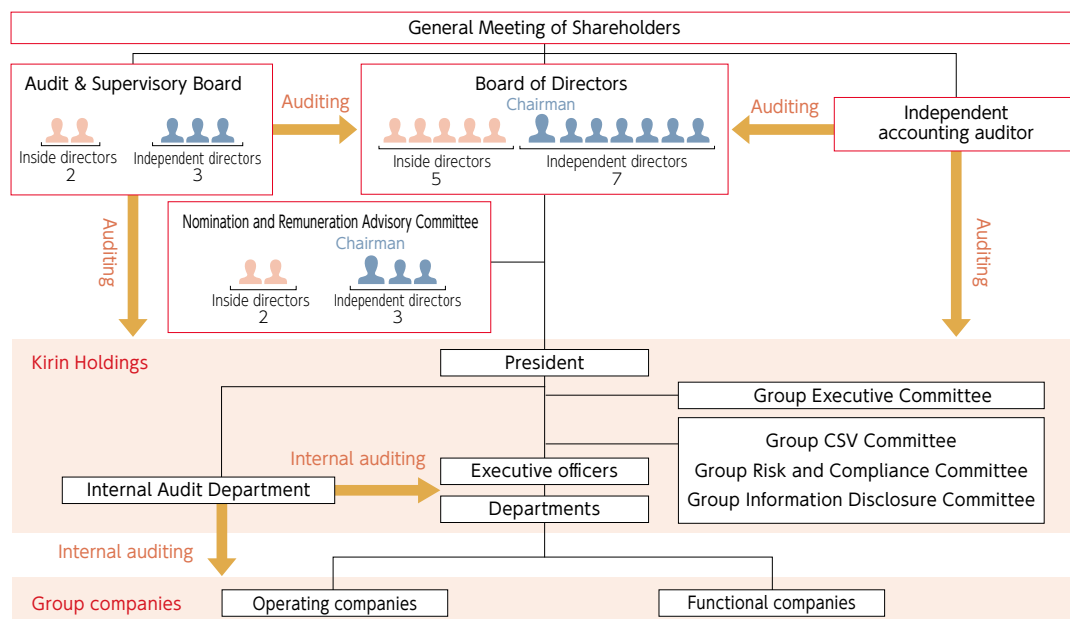 General Meeting of Shareholders
Audit & Supervisory Board
Inside directors
2
Independent directors
3
Auditing
Board of Directors
Chairman
Inside directors
5
Independent directors
7
Auditing
Independent
accounting auditor
Auditing
Nomination and Remuneration Advisory Committee
Chairman
Inside directors
2
Independent directors
3
Auditing
Kirin Holdings
President
Group Executive Committee
Group CSV Committee
Group Risk and Compliance Committee
Group Information Disclosure Committee
Internal auditing
Executive officers
Internal Audit Department
Departments
Internal auditing
Group companies
Operating companies
Functional companies